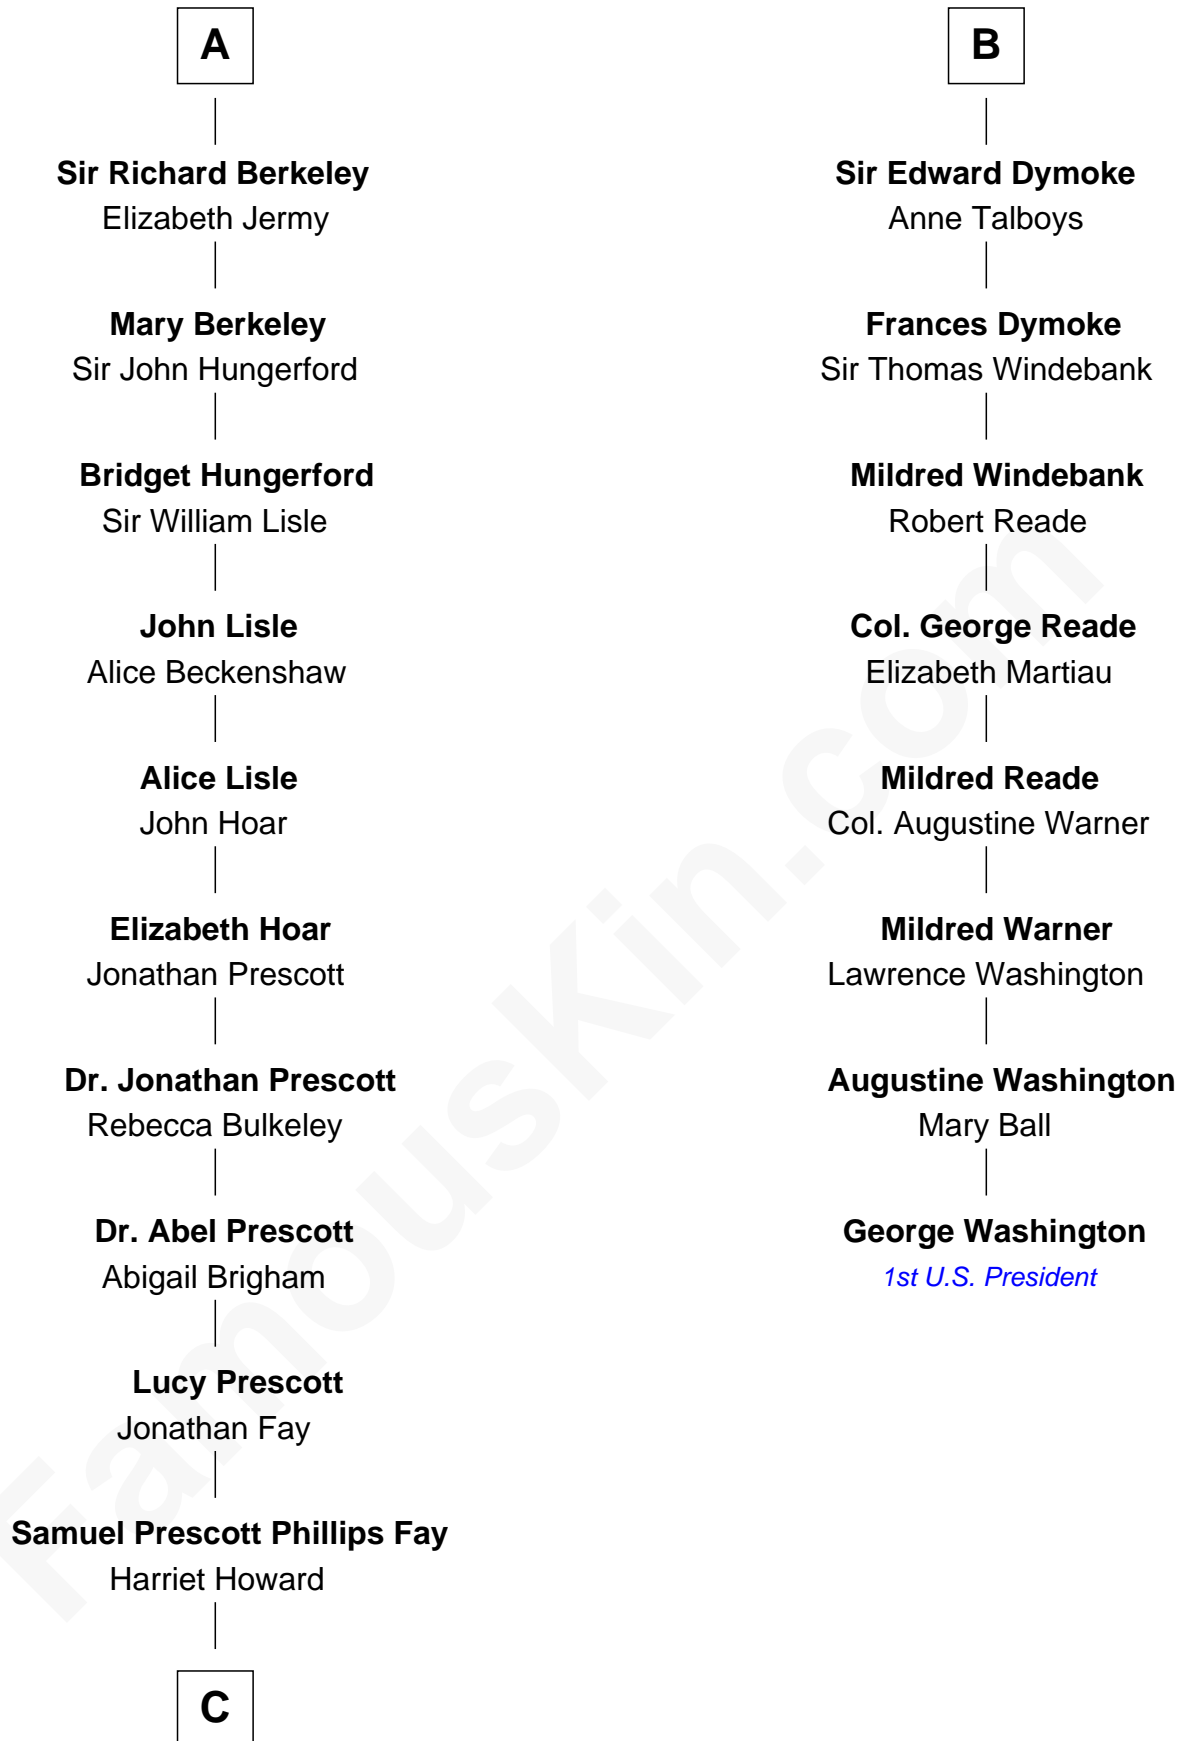 A
Sir Richard Berkeley
Elizabeth Jermy
Mary Berkeley
Sir John Hungerford
Bridget Hungerford
Sir William Lisle
John Lisle
Alice Beckenshaw
Alice Lisle
John Hoar
Elizabeth Hoar
Jonathan Prescott
Dr. Jonathan Prescott
Rebecca Bulkeley
Dr. Abel Prescott
Abigail Brigham
Lucy Prescott
Jonathan Fay
Samuel Prescott Phillips Fay
Harriet Howard
C
B
Sir Edward Dymoke
Anne Talboys
Frances Dymoke
Sir Thomas Windebank
Mildred Windebank
Robert Reade
Col. George Reade
Elizabeth Martiau
Mildred Reade
Col. Augustine Warner
Mildred Warner
Lawrence Washington
Augustine Washington
Mary Ball
George Washington
1st U.S. President
FamousKin.com